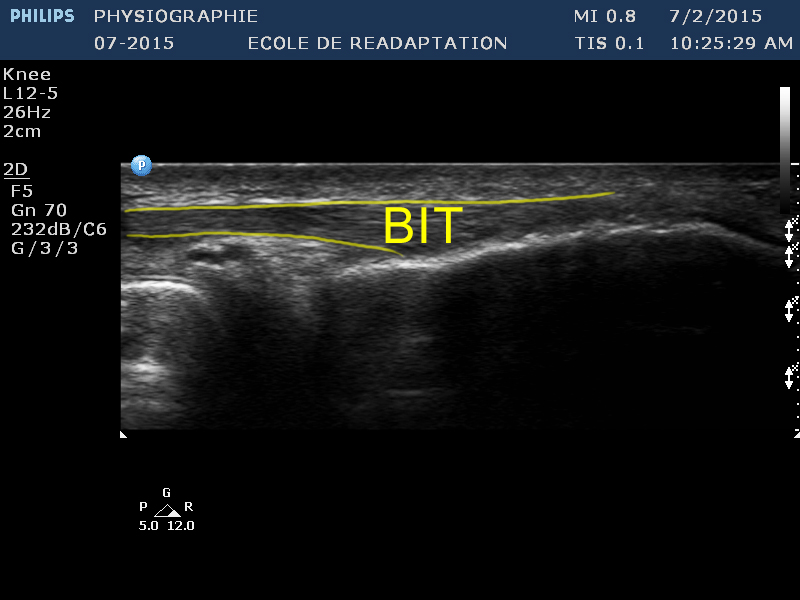 PHILIPS PHYSIOGRAPHIE MI 0.8 7/2/2015
07-2015 ECOLE DE READAPTATION TIS 0.1 10:25:29 AM
Knee
L12-5
26Hz
2cm
2D
F5
Gn 70
232dB/C6
G/3/3
P
BIT
G
P R
5.0 12.0